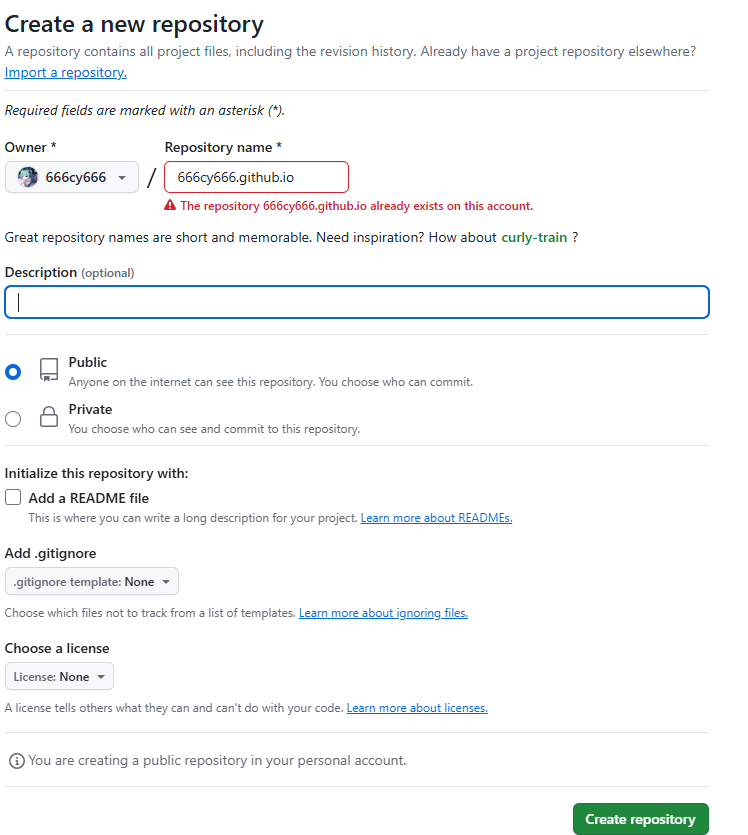 Create a new repository
A repository contains all project files, including the revision history. Already have a project repository elsewhere?
Import a repository.
Required fields are marked with an asterisk (*).
Owner *
Repository name *
666cy666
/
666cy666.github.io
The repository 666cy666.github.io already exists on this account.
Great repository names are short and memorable. Need inspiration? How about curly-train ?
Description (optional)
Public
Anyone on the internet can see this repository. You choose who can commit.
Private
You choose who can see and commit to this repository.
Initialize this repository with:
Add a README file
This is where you can write a long description for your project. Learn more about READMEs.
Add .gitignore
.gitignore template: None
Choose which files not to track from a list of templates. Learn more about ignoring files.
Choose a license
License: None
A license tells others what they can and can't do with your code. Learn more about licenses.
You are creating a public repository in your personal account.
Create repository